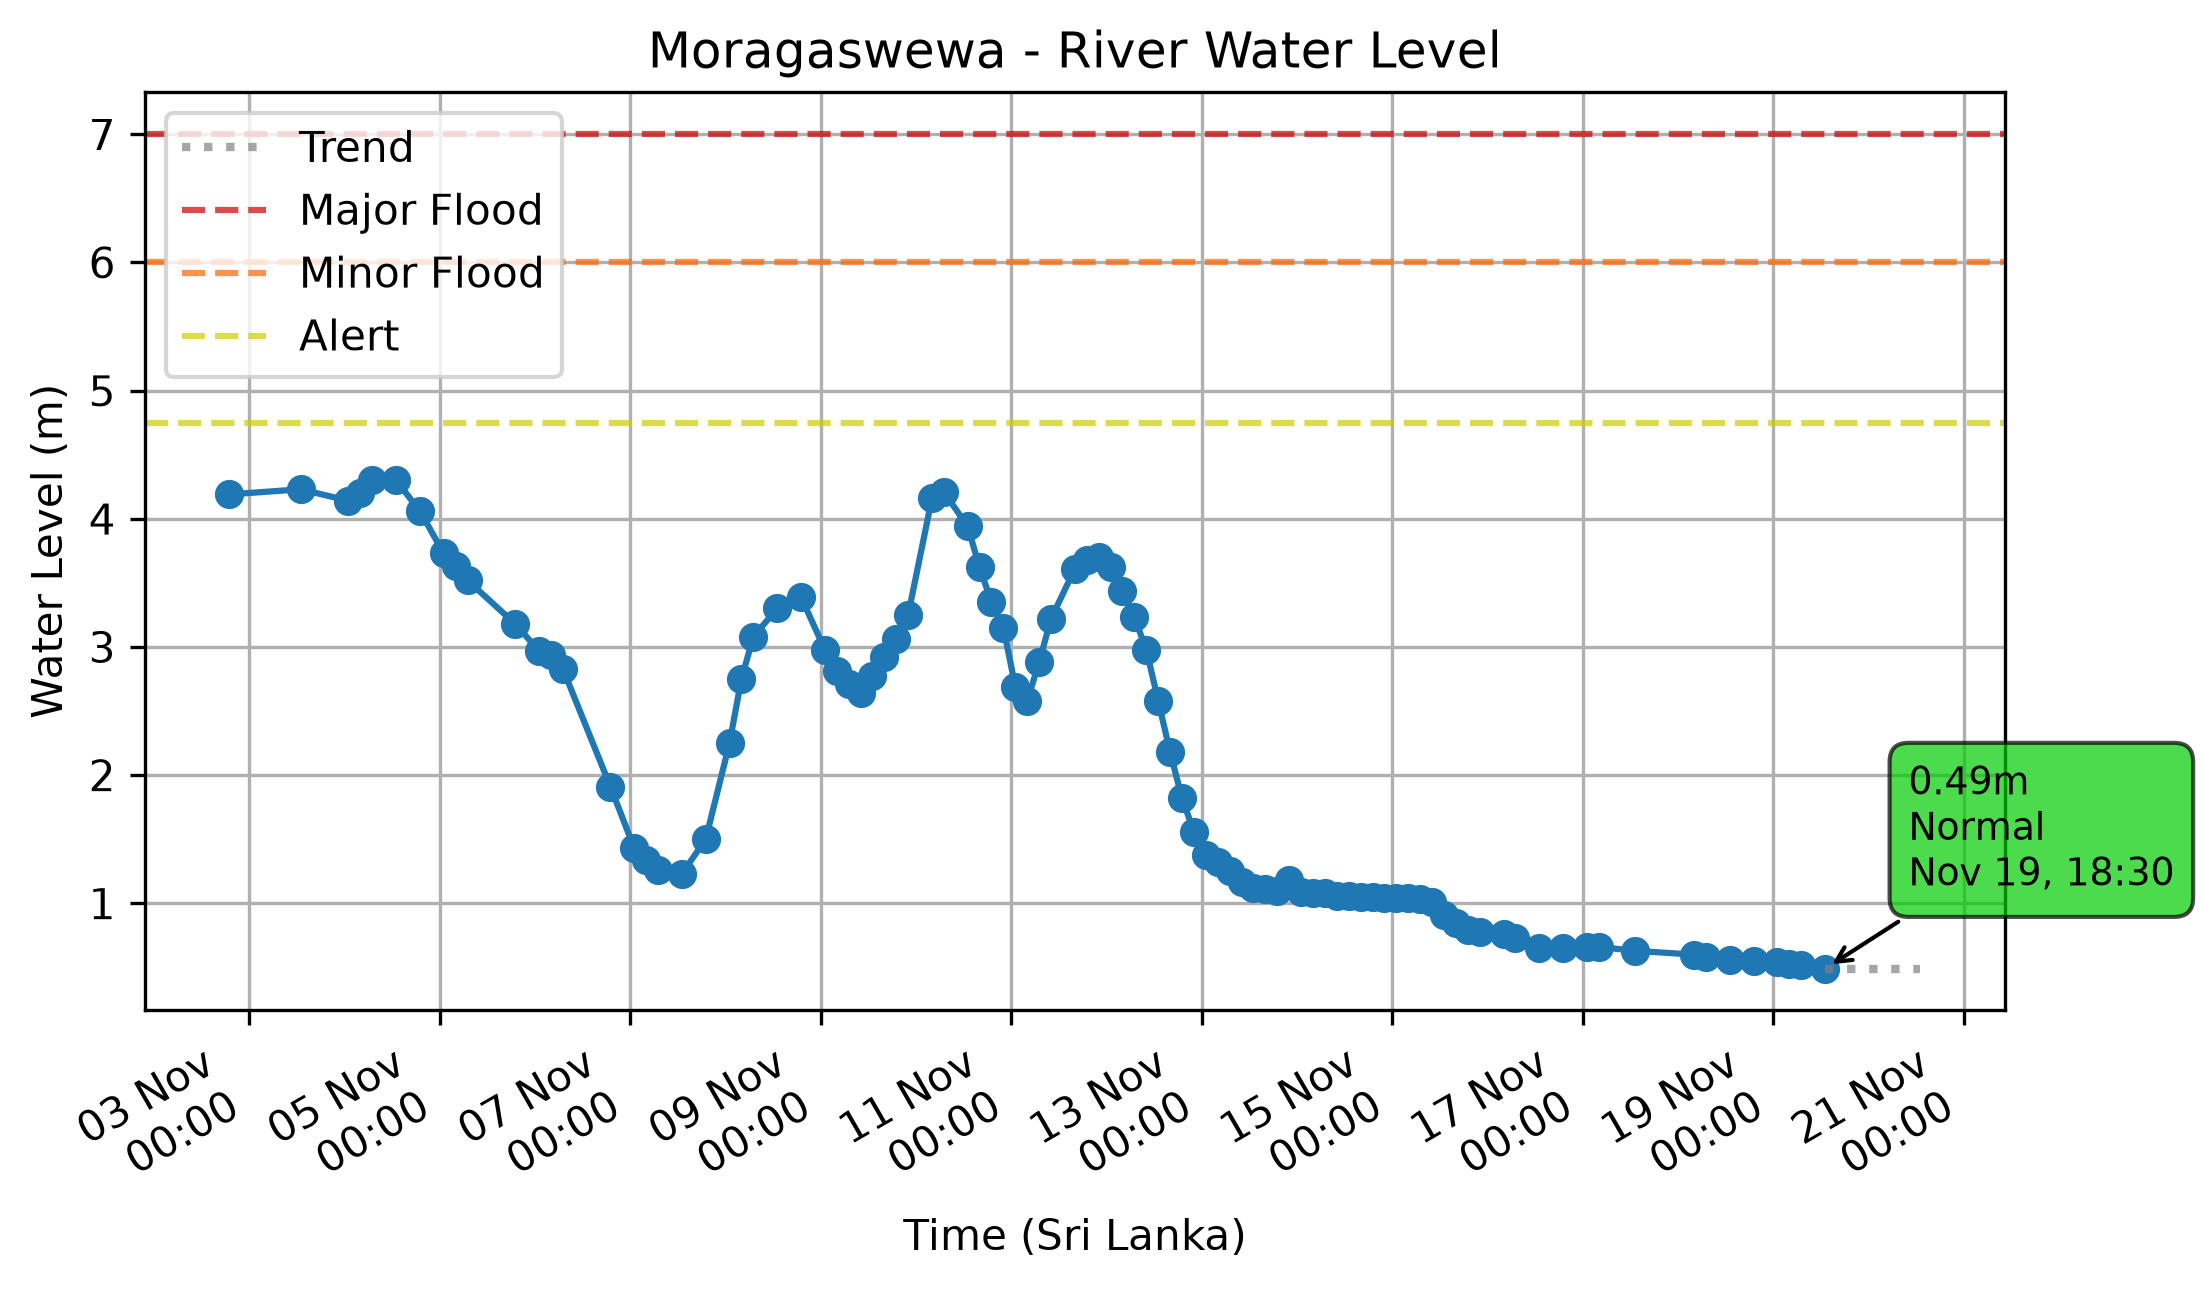 Moragaswewa - River Water Level
Trend
Major Flood
Minor Flood
Alert
7
6
5
4
3
2
1
Water Level (m)
0.49m
Normal
Nov 19, 18:30
03 Nov
00:00
05 Nov
00:00
07 Nov
00:00
09 Nov
00:00
11 Nov
00:00
13 Nov
00:00
15 Nov
00:00
17 Nov
00:00
19 Nov
00:00
21 Nov
00:00
Time (Sri Lanka)